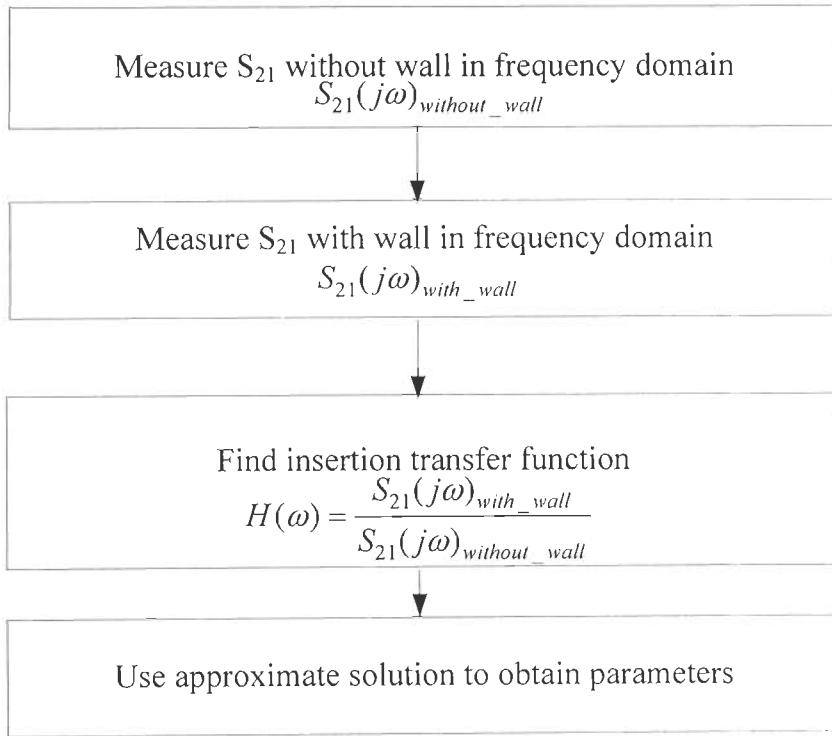 Measure S₂₁ without wall in frequency domain
S₂₁(jω)without_wall
Measure S₂₁ with wall in frequency domain
S₂₁(jω)with_wall
Find insertion transfer function
H(ω) = S₂₁(jω)with_wall / S₂₁(jω)without_wall
Use approximate solution to obtain parameters